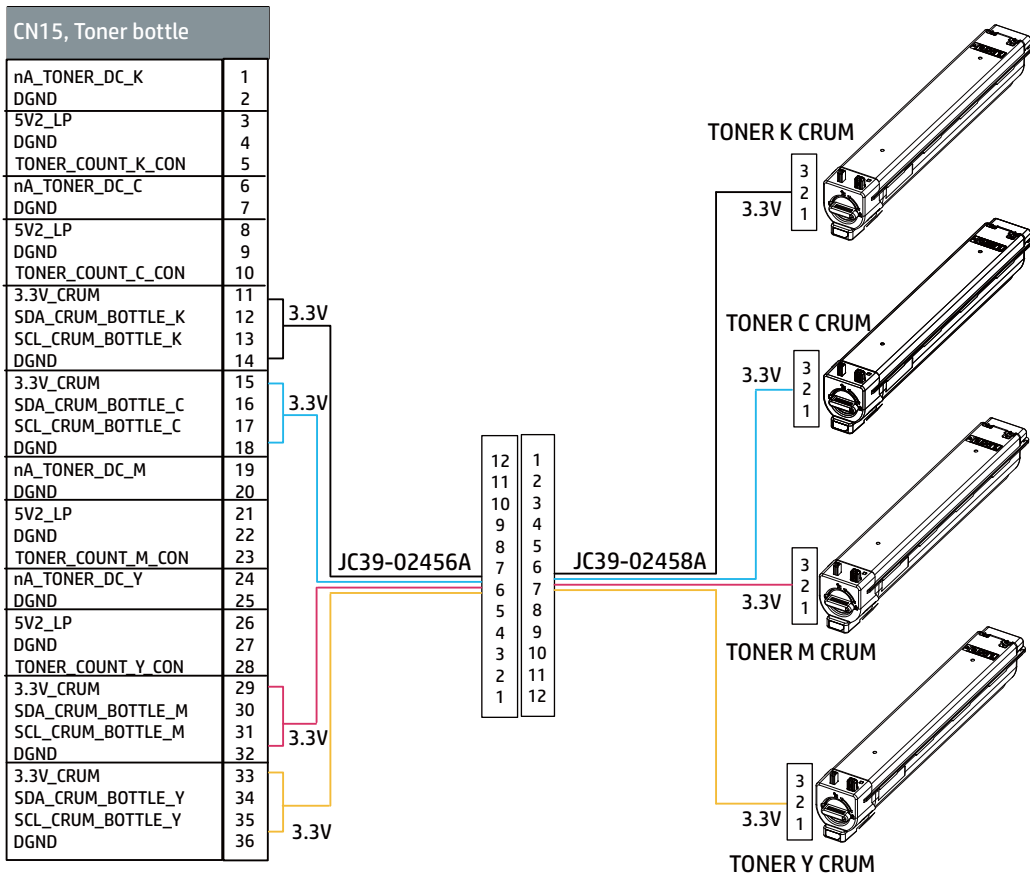 CN15, Toner bottle
nA_TONER_DC_K 1
DGND 2
5V2_LP 3
DGND 4
TONER_COUNT_K_CON 5
nA_TONER_DC_C 6
DGND 7
5V2_LP 8
DGND 9
TONER_COUNT_C_CON 10
3.3V_CRUM 11
SDA_CRUM_BOTTLE_K 12
SCL_CRUM_BOTTLE_K 13
DGND 14
3.3V_CRUM 15
SDA_CRUM_BOTTLE_C 16
SCL_CRUM_BOTTLE_C 17
DGND 18
nA_TONER_DC_M 19
DGND 20
5V2_LP 21
DGND 22
TONER_COUNT_M_CON 23
nA_TONER_DC_Y 24
DGND 25
5V2_LP 26
DGND 27
TONER_COUNT_Y_CON 28
3.3V_CRUM 29
SDA_CRUM_BOTTLE_M 30
SCL_CRUM_BOTTLE_M 31
DGND 32
3.3V_CRUM 33
SDA_CRUM_BOTTLE_Y 34
SCL_CRUM_BOTTLE_Y 35
DGND 36
3.3V
3.3V
3.3V
3.3V
JC39-02456A
12 1
11 2
10 3
9 4
8 5
7 6
6 7
5 8
4 9
3 10
2 11
1 12
JC39-02458A
TONER K CRUM
3
2
1
3.3V
TONER C CRUM
3.3V
3
2
1
3
2
1
3.3V
TONER M CRUM
3
2
1
3.3V
TONER Y CRUM